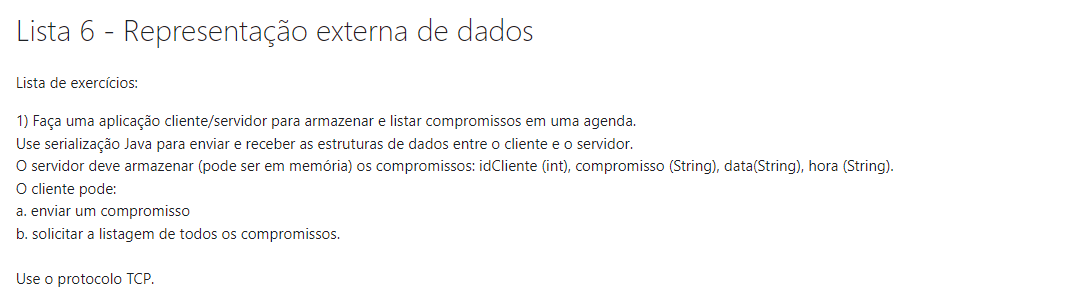 Lista 6 - Representação externa de dados
Lista de exercícios:
1) Faça uma aplicação cliente/servidor para armazenar e listar compromissos em uma agenda.
Use serialização Java para enviar e receber as estruturas de dados entre o cliente e o servidor.
O servidor deve armazenar (pode ser em memória) os compromissos: idCliente (int), compromisso (String), data(String), hora (String).
O cliente pode:
a. enviar um compromisso
b. solicitar a listagem de todos os compromissos.
Use o protocolo TCP.